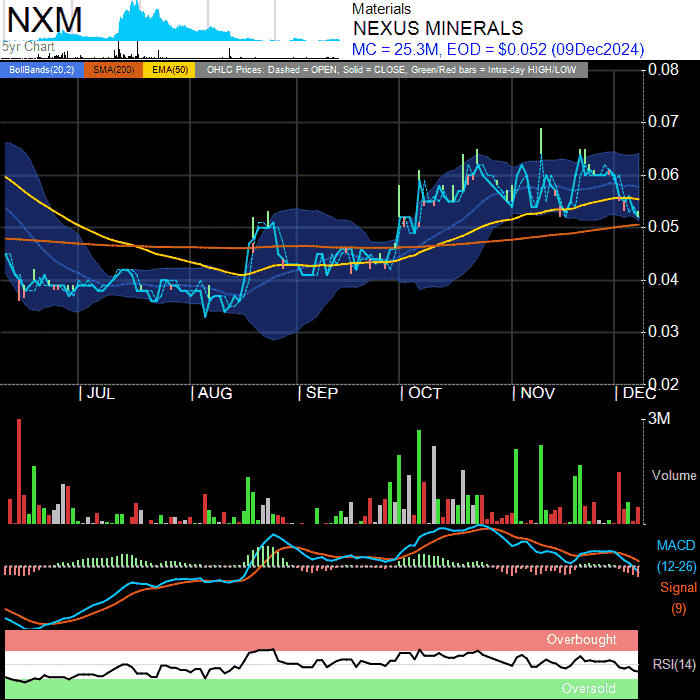 NXM
5yr Chart
Materials
NEXUS MINERALS
MC = 25.3M, EOD = $0.052 (09Dec2024)
BollBands(20,2) SMA(200) EMA(50) OHLC Prices: Dashed = OPEN, Solid = CLOSE, Green/Red bars = Intra-day HIGH/LOW
0.08
0.07
0.06
0.05
0.04
0.03
0.02
JUL AUG SEP OCT NOV DEC
3M
Volume
MACD
(12-26)
Signal
(9)
Overbought
RSI(14)
Oversold